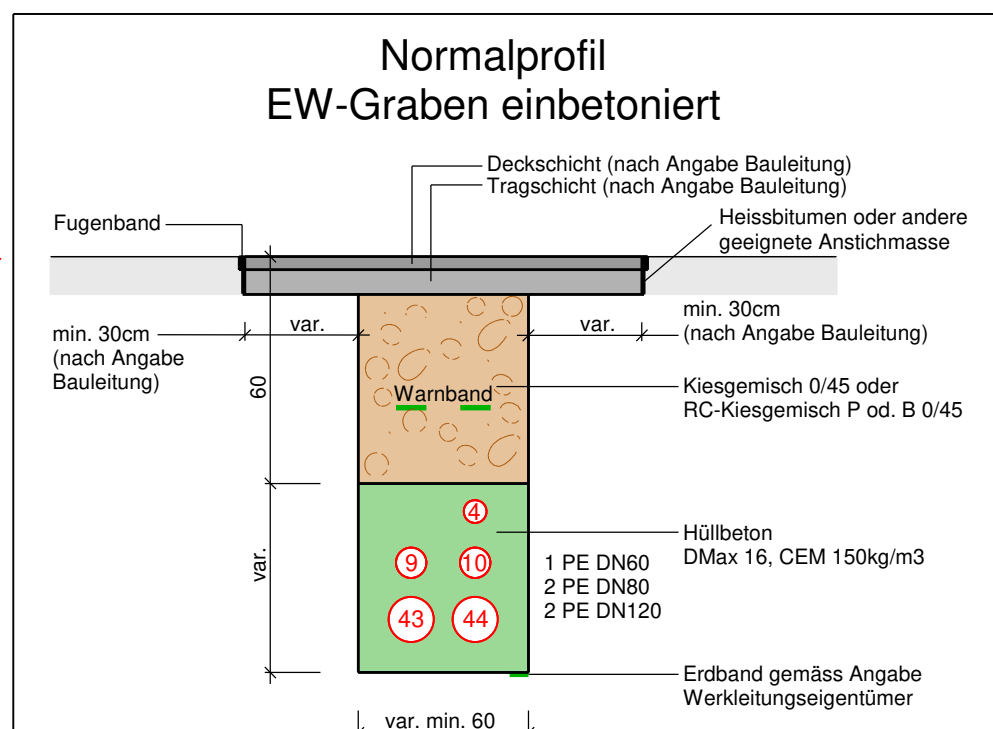 Normalprofil
EW-Graben einbetoniert
Deckschicht (nach Angabe Bauleitung)
Tragschicht (nach Angabe Bauleitung)
Fugenband
Heissbitumen oder andere
geeignete Anstichmasse
min. 30cm
(nach Angabe
Bauleitung)
var.
var.
min. 30cm
(nach Angabe Bauleitung)
60
Warnband
Kiesgemisch 0/45 oder
RC-Kiesgemisch P od. B 0/45
var.
4
9
10
43
44
1 PE DN60
2 PE DN80
2 PE DN120
Hüllbeton
DMax 16, CEM 150kg/m3
Erdband gemäss Angabe
Werkleitungseigentümer
var. min. 60